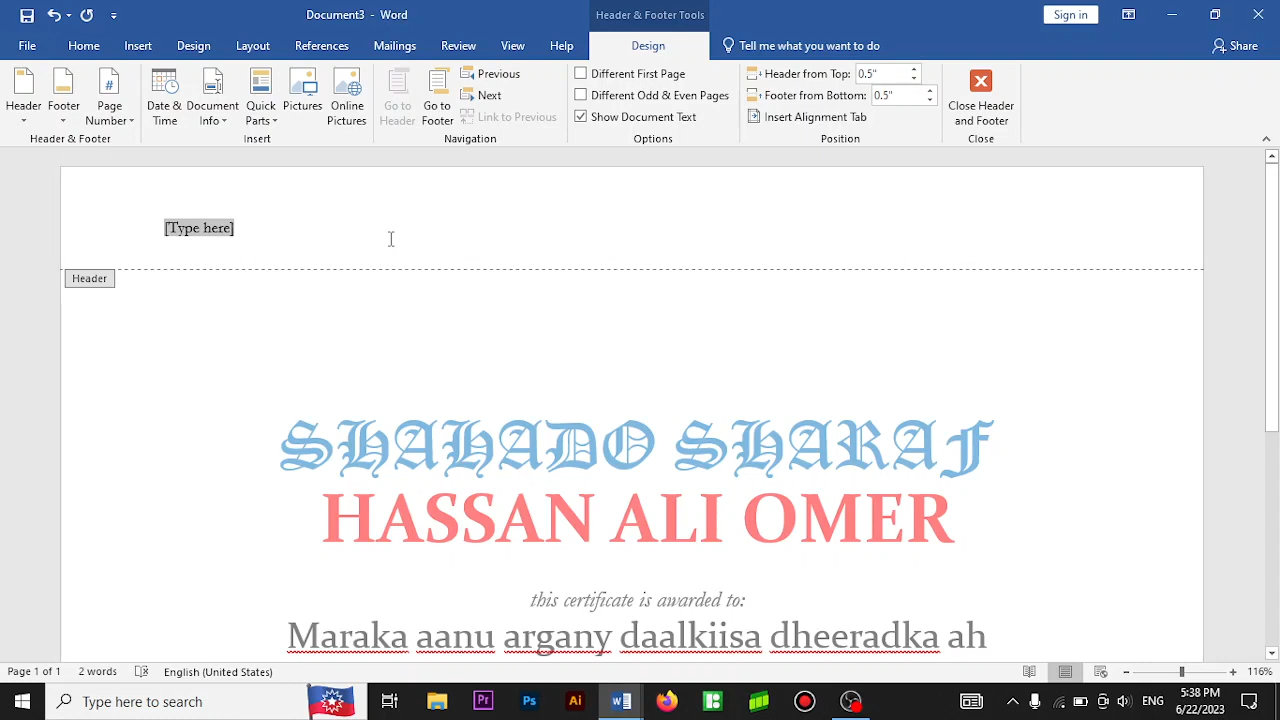 Document3 - Word
Header & Footer Tools
Sign in
File
Home
Insert
Design
Layout
References
Mailings
Review
View
Help
Design
Tell me what you want to do
Share
Header
Footer
Page Number
Header & Footer
Date & Time
Document Info
Quick Parts
Pictures
Online Pictures
Insert
Go to Header
Go to Footer
Previous
Next
Link to Previous
Navigation
Different First Page
Different Odd & Even Pages
Show Document Text
Options
Header from Top: 0.5"
Footer from Bottom: 0.5"
Insert Alignment Tab
Position
Close Header and Footer
Close
[Type here]
Header
SHAHADO SHARAF
HASSAN ALI OMER
this certificate is awarded to:
Maraka aanu argany daalkiisa dheeradka ah
Page 1 of 1
2 words
English (United States)
116%
Type here to search
Pr
Ps
Ai
ENG
5:38 PM
6/22/2023